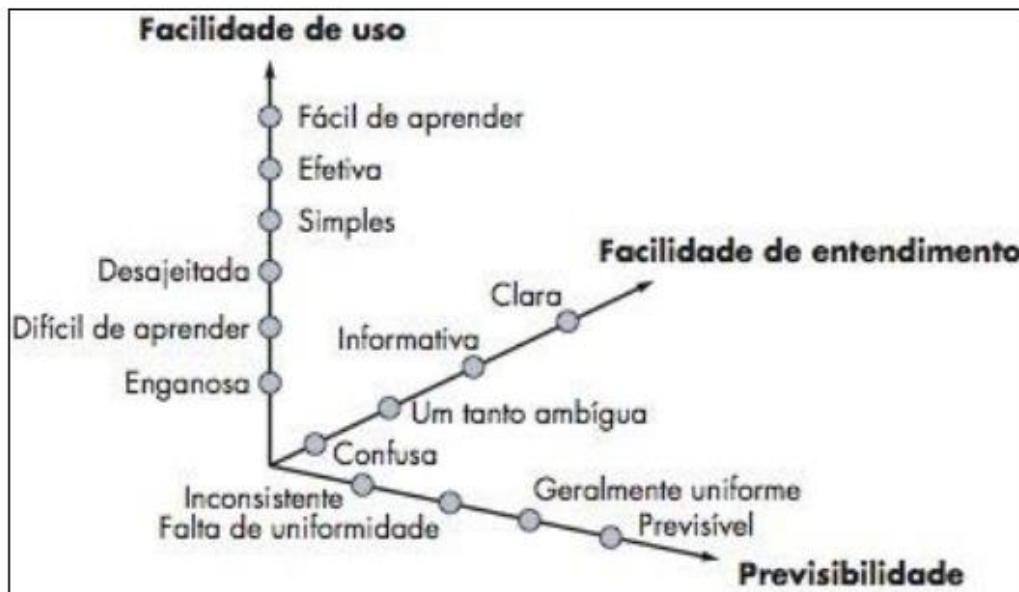 Facilidade de uso
Fácil de aprender
Efetiva
Simples
Desajeitada
Difícil de aprender
Enganosa
Facilidade de entendimento
Clara
Informativa
Um tanto ambígua
Confusa
Inconsistente
Falta de uniformidade
Geralmente uniforme
Previsível
Previsibilidade